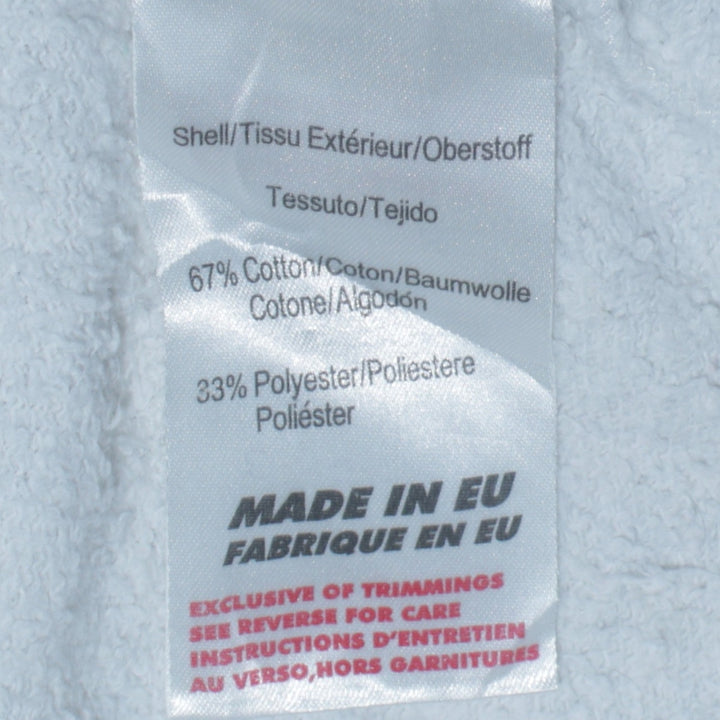 Shell/Tissu Extérieur/Oberstoff
Tessuto/Tejido
67% Cotton/Coton/Baumwolle
Cotone/Algodón
33% Polyester/Poliestere
Poliéster
MADE IN EU
FABRIQUE EN EU
EXCLUSIVE OF TRIMMINGS
SEE REVERSE FOR CARE
INSTRUCTIONS D'ENTRETIEN
AU VERSO,HORS GARNITURES